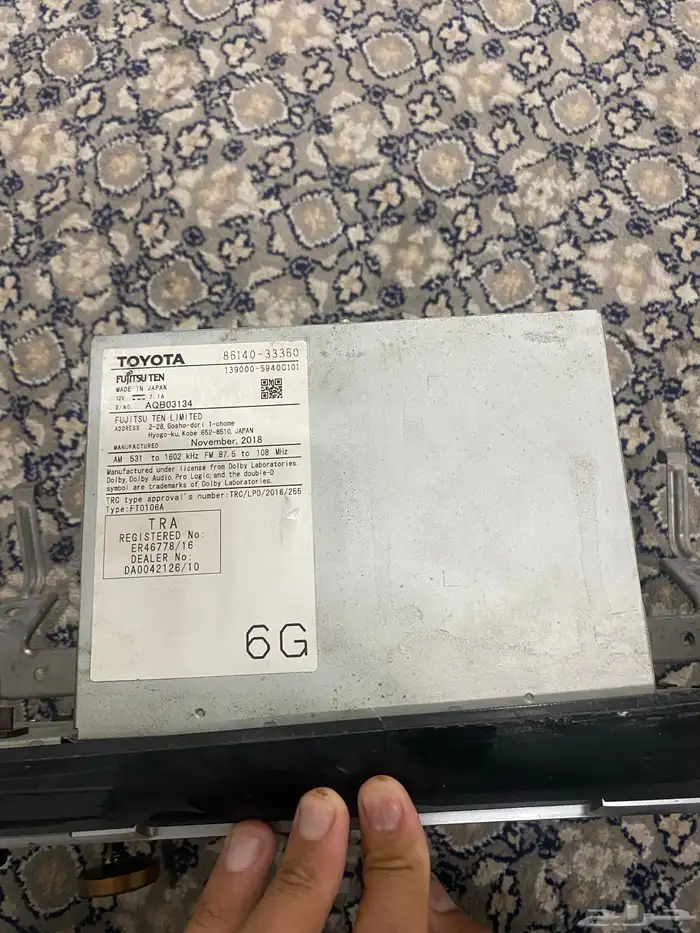 TOYOTA 86140-33360
139000-5940G101
FUJITSU TEN
MADE IN JAPAN
12V 7.1A
S/NO. AQB03134
FUJITSU TEN LIMITED
ADDRESS 2-28, Gosho-dori 1-chome
Hyogo-ku, Kobe 652-8510, JAPAN
MANUFACTURED November, 2018
AM 531 to 1602 kHz FM 87.5 to 108 MHz
Manufactured under license from Dolby Laboratories.
Dolby, Dolby Audio, Pro Logic, and the double-D
symbol are trademarks of Dolby Laboratories.
TRC type approval's number:TRC/LPD/2016/255
Type:FT0106A
TRA
REGISTERED No:
ER46778/16
DEALER No:
DA0042126/10
6G
حراج